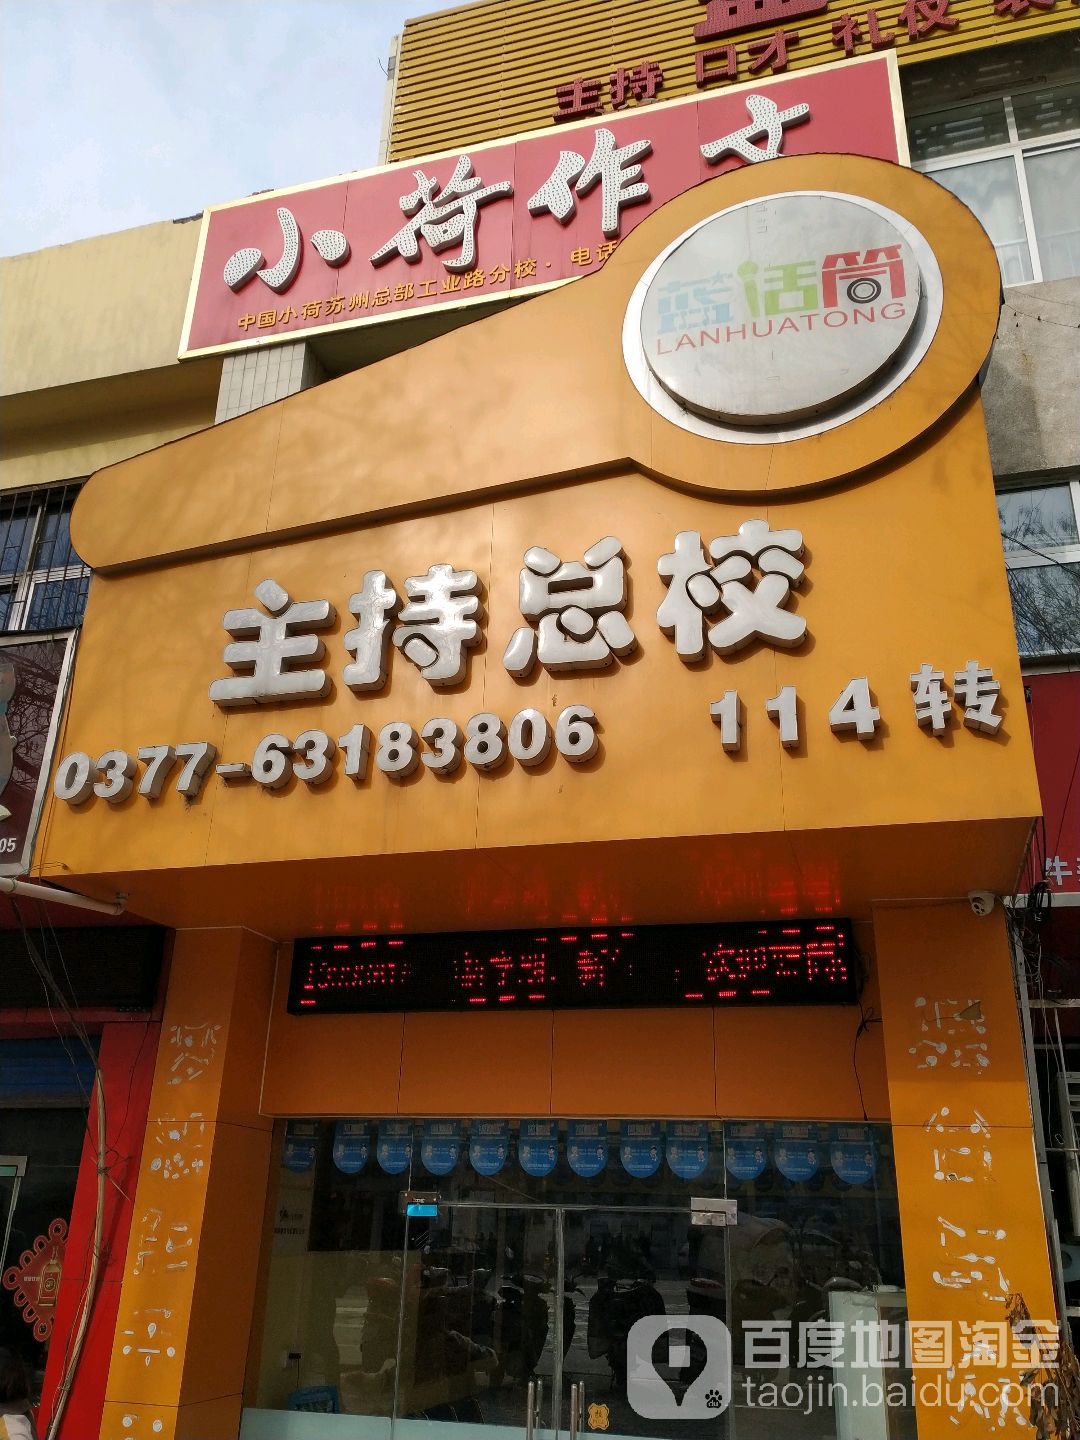 主持 口才 礼仪
小荷作文
中国小荷苏州总部工业路分校·电话
蓝话筒
LANHUATONG
主持总校
0377-63183806 114转
05
百度地图淘金
taojin.baidu.com